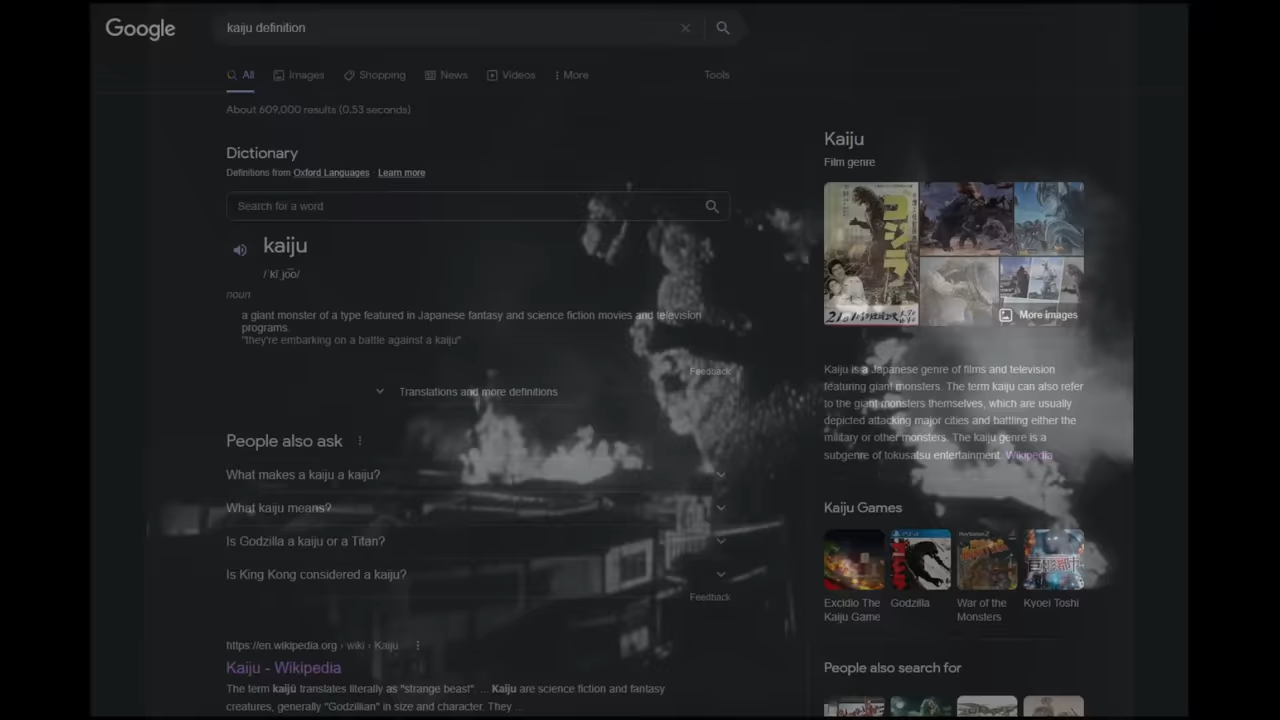 Google
kaiju definition
All Images Shopping News Videos More Tools
About 609,000 results (0.53 seconds)
Dictionary
Definitions from Oxford Languages · Learn more
Search for a word
kaiju
/ˈkīˌjo͞o/
noun
a giant monster of a type featured in Japanese fantasy and science fiction movies and television
programs.
"they're embarking on a battle against a kaiju"
Feedback
Translations and more definitions
People also ask
What makes a kaiju a kaiju?
What kaiju means?
Is Godzilla a kaiju or a Titan?
Is King Kong considered a kaiju?
Feedback
https://en.wikipedia.org › wiki › Kaiju
Kaiju - Wikipedia
The term kaijū translates literally as "strange beast". ... Kaiju are science fiction and fantasy
creatures, generally "Godzillian" in size and character. They ...
Kaiju
Film genre
ゴジラ
More images
Kaiju is a Japanese genre of films and television
featuring giant monsters. The term kaiju can also refer
to the giant monsters themselves, which are usually
depicted attacking major cities and battling either the
military or other monsters. The kaiju genre is a
subgenre of tokusatsu entertainment. Wikipedia
Kaiju Games
Excidio The
Kaiju Game
Godzilla
War of the
Monsters
Kyoei Toshi
People also search for